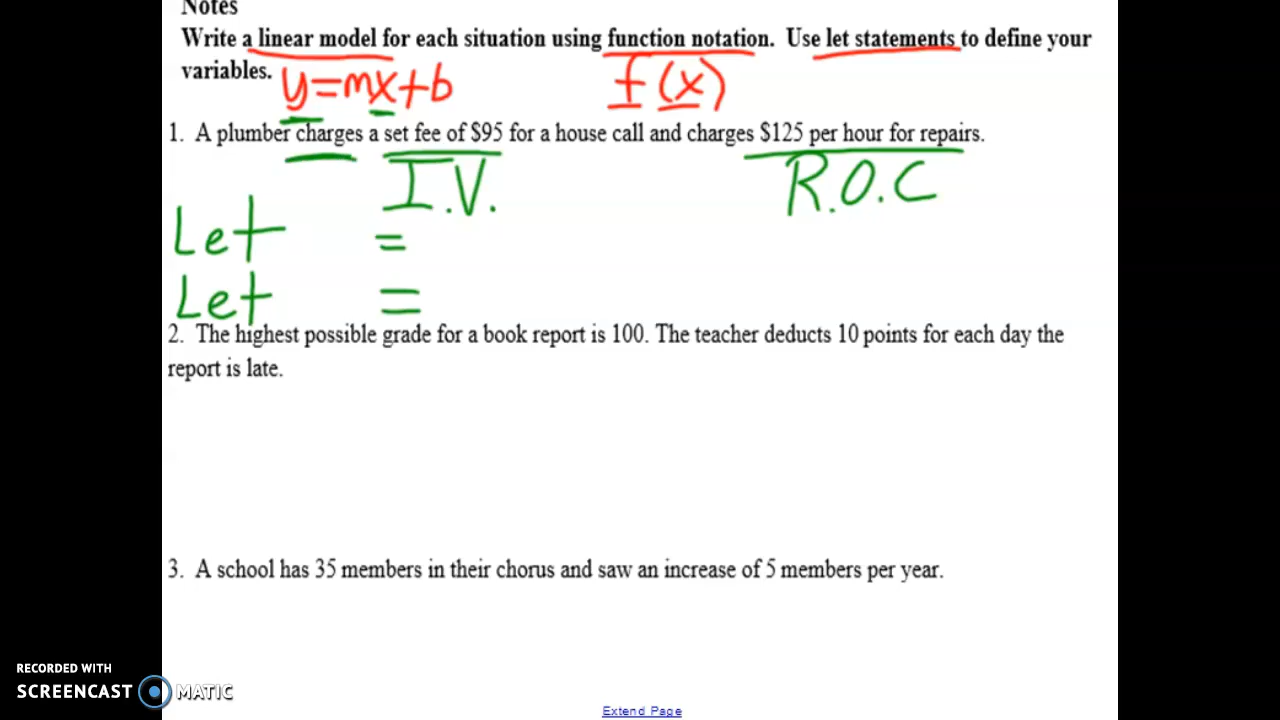 Notes
Write a linear model for each situation using function notation. Use let statements to define your
variables. y=mx+b f(x)
1. A plumber charges a set fee of $95 for a house call and charges $125 per hour for repairs.
I.V. R.O.C
Let =
Let =
2. The highest possible grade for a book report is 100. The teacher deducts 10 points for each day the
report is late.
3. A school has 35 members in their chorus and saw an increase of 5 members per year.
RECORDED WITH
SCREENCAST MATIC
Extend Page